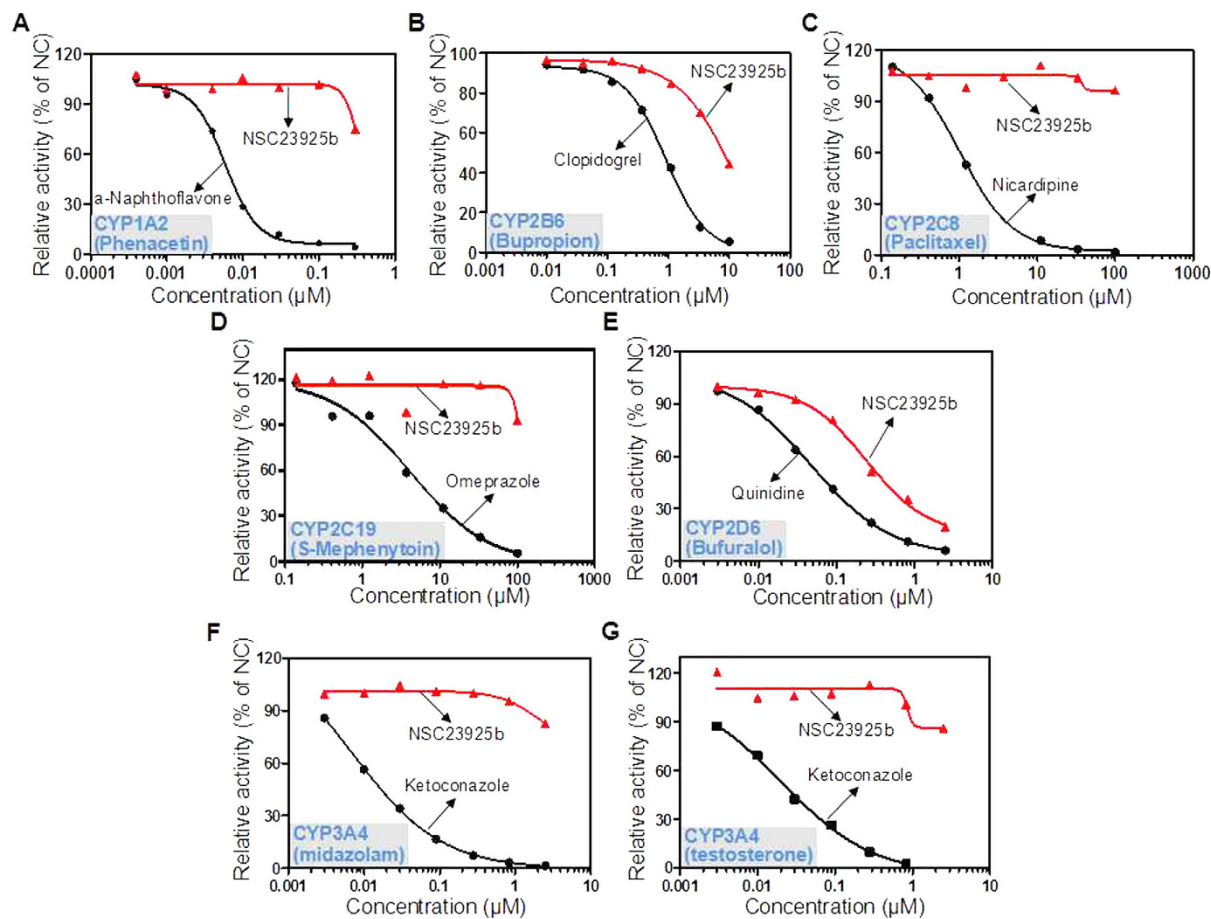 A
Relative activity (% of NC)
120
90
60
30
0
NSC23925b
a-Naphthoflavone
CYP1A2
(Phenacetin)
0.0001
0.01
0.1
1
Concentration (µM)
B
Relative activity (% of NC)
100
80
60
40
20
0
NSC23925b
Clopidogrel
CYP2B6
(Bupropion)
0.001
0.01
0.1
1
10
100
Concentration (µM)
C
Relative activity (% of NC)
120
90
60
30
0
NSC23925b
Nicardipine
CYP2C8
(Paclitaxel)
0.1
1
10
100
1000
Concentration (µM)
D
Relative activity (% of NC)
150
120
90
60
30
0
NSC23925b
Omeprazole
CYP2C19
(S-Mephenytoin)
0.1
1
10
100
1000
Concentration (µM)
E
Relative activity (% of NC)
120
90
60
30
0
NSC23925b
Quinidine
CYP2D6
(Bufuralol)
0.001
0.01
0.1
1
10
Concentration (µM)
F
Relative activity (% of NC)
120
90
60
30
0
NSC23925b
Ketoconazole
CYP3A4
(midazolam)
0.001
0.01
0.1
1
10
Concentration (µM)
G
Relative activity (% of NC)
120
90
60
30
0
NSC23925b
Ketoconazole
CYP3A4
(testosterone)
0.001
0.01
0.1
1
10
Concentration (µM)